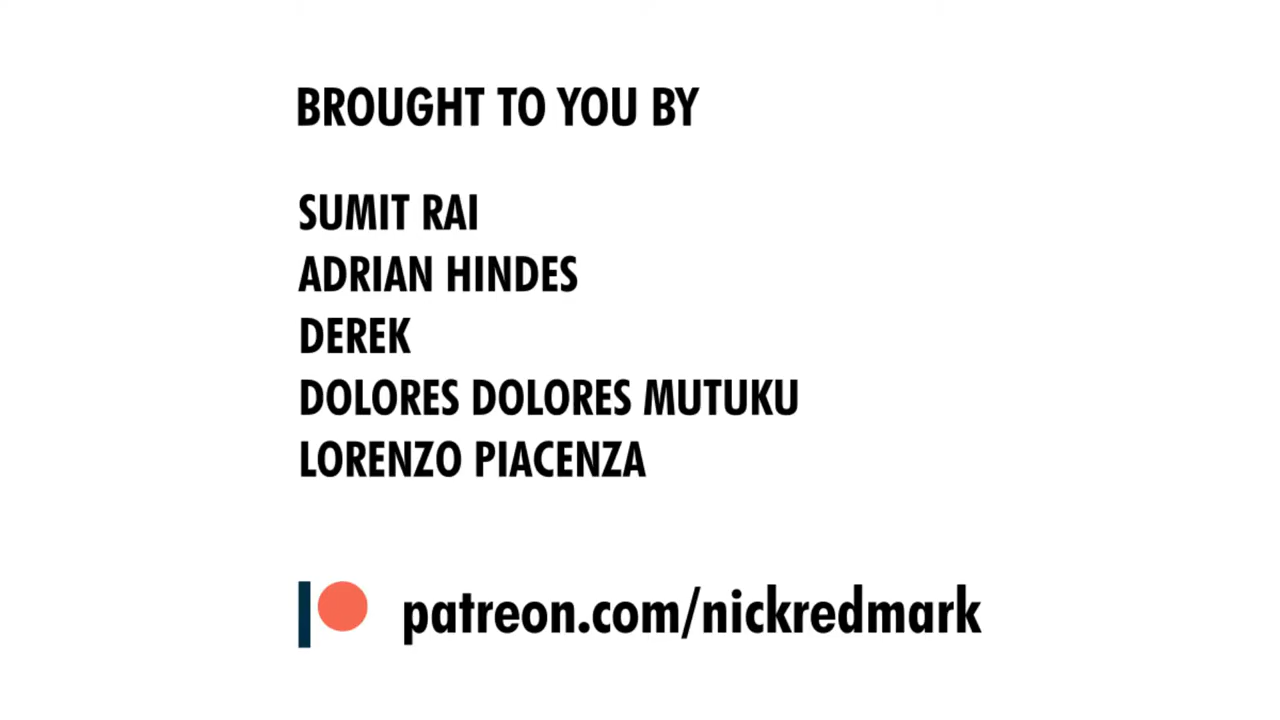 BROUGHT TO YOU BY
SUMIT RAI
ADRIAN HINDES
DEREK
DOLORES DOLORES MUTUKU
LORENZO PIACENZA
patreon.com/nickredmark